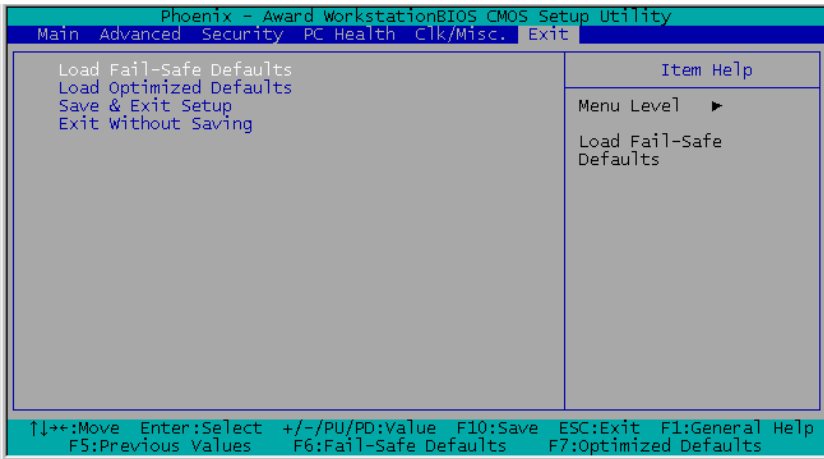 Phoenix - Award WorkstationBIOS CMOS Setup Utility
Main Advanced Security PC Health Clk/Misc. Exit
Load Fail-Safe Defaults
Load Optimized Defaults
Save & Exit Setup
Exit Without Saving
Item Help
Menu Level ►
Load Fail-Safe
Defaults
↑↓→←:Move Enter:Select +/-/PU/PD:Value F10:Save ESC:Exit F1:General Help
F5:Previous Values F6:Fail-Safe Defaults F7:Optimized Defaults